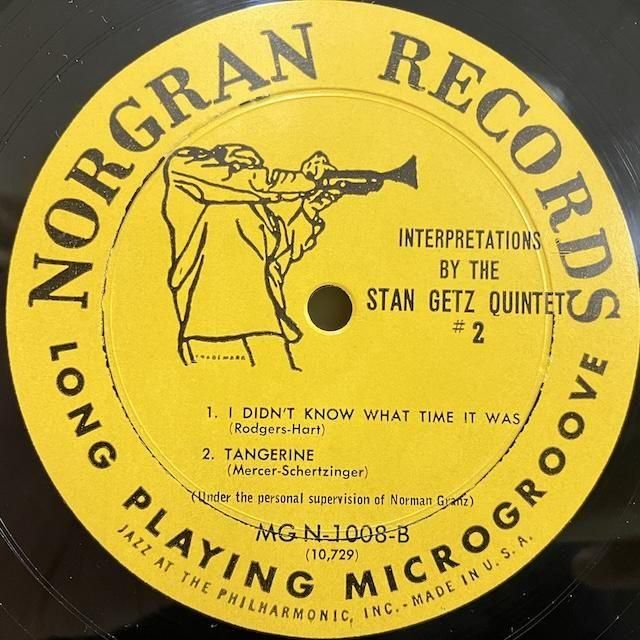 NORGRAN RECORDS
INTERPRETATIONS
BY THE
STAN GETZ QUINTET
#2
TRADEMARK
1. I DIDN'T KNOW WHAT TIME IT WAS
(Rodgers-Hart)
2. TANGERINE
(Mercer-Schertzinger)
(Under the personal supervision of Norman Granz)
MG N-1008-B
(10,729)
LONG PLAYING MICROGROOVE
JAZZ AT THE PHILHARMONIC, INC.-MADE IN U.S.A.